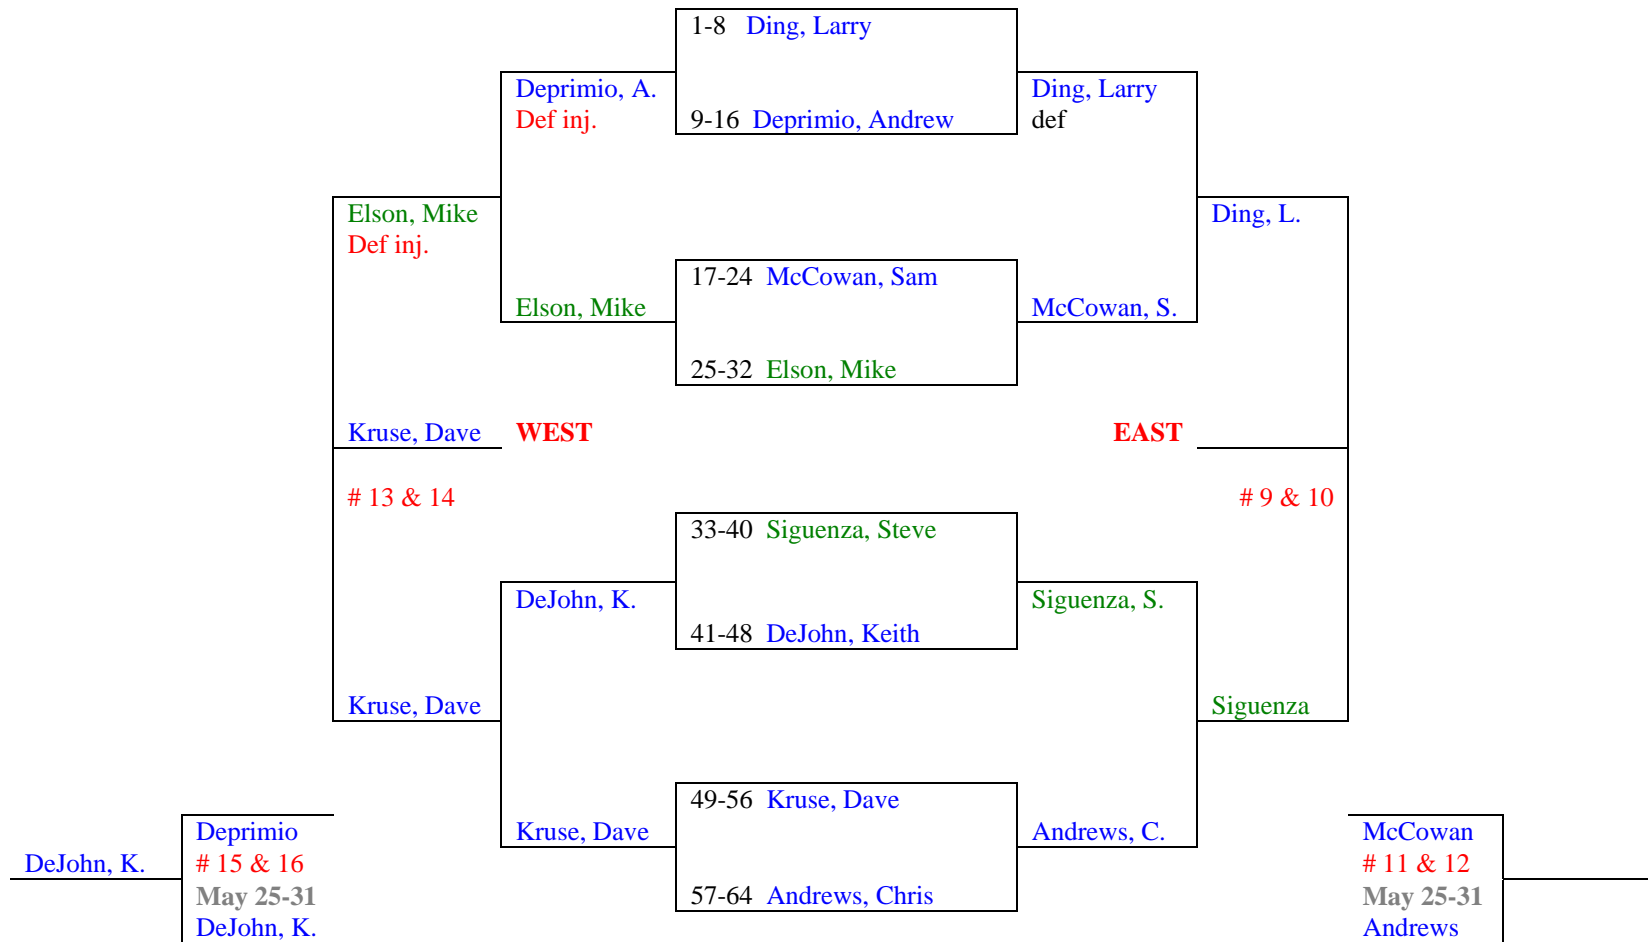 1-8 Ding, Larry
Deprimio, A.
Ding, Larry
Def inj.
9-16 Deprimio, Andrew
def
Elson, Mike
Ding, L.
Def inj.
17-24 McCowan, Sam
Elson, Mike
McCowan, S.
25-32 Elson, Mike
Kruse, Dave
WEST
EAST
# 13 & 14
# 9 & 10
33-40 Siguenza, Steve
DeJohn, K.
Siguenza, S.
41-48 DeJohn, Keith
Kruse, Dave
Siguenza
49-56 Kruse, Dave
Deprimio
Kruse, Dave
Andrews, C.
McCowan
DeJohn, K.
# 15 & 16
# 11 & 12
May 25-31
57-64 Andrews, Chris
May 25-31
DeJohn, K.
Andrews